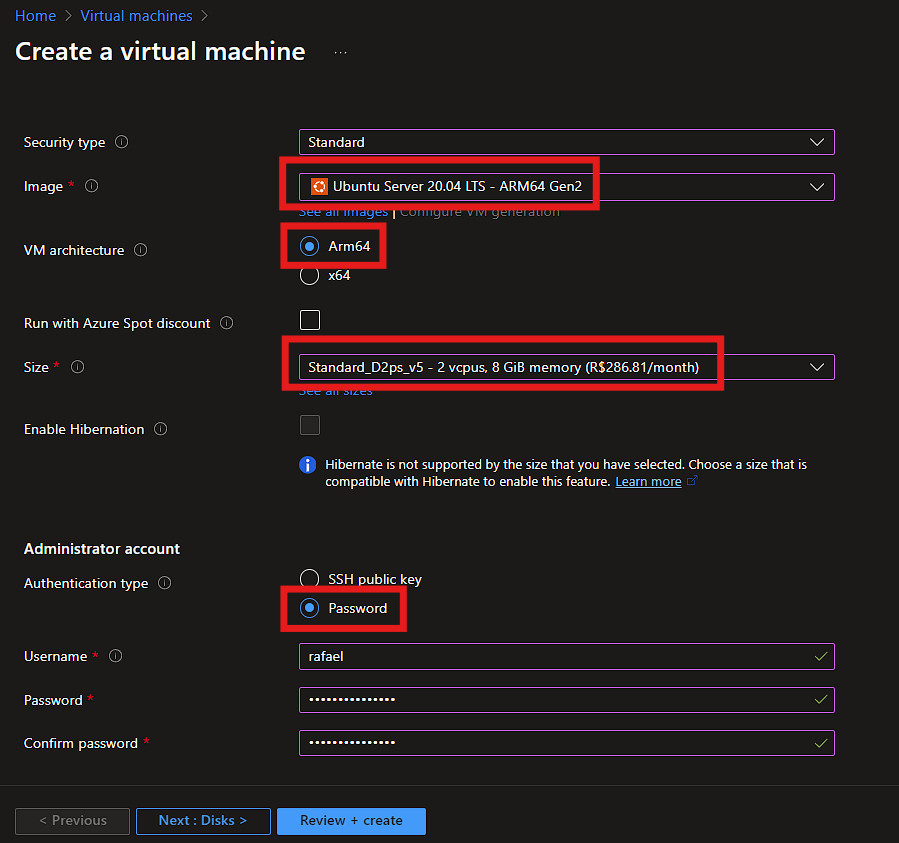 Home > Virtual machines >
Create a virtual machine ...
Security type Standard
Image * Ubuntu Server 20.04 LTS - ARM64 Gen2
See all images | Configure VM generation
VM architecture Arm64
x64
Run with Azure Spot discount
Size * Standard_D2ps_v5 - 2 vcpus, 8 GiB memory (R$286.81/month)
See all sizes
Enable Hibernation
Hibernate is not supported by the size that you have selected. Choose a size that is
compatible with Hibernate to enable this feature. Learn more
Administrator account
Authentication type SSH public key
Password
Username * rafael
Password * •••••••••••••••
Confirm password * •••••••••••••••
< Previous Next : Disks > Review + create